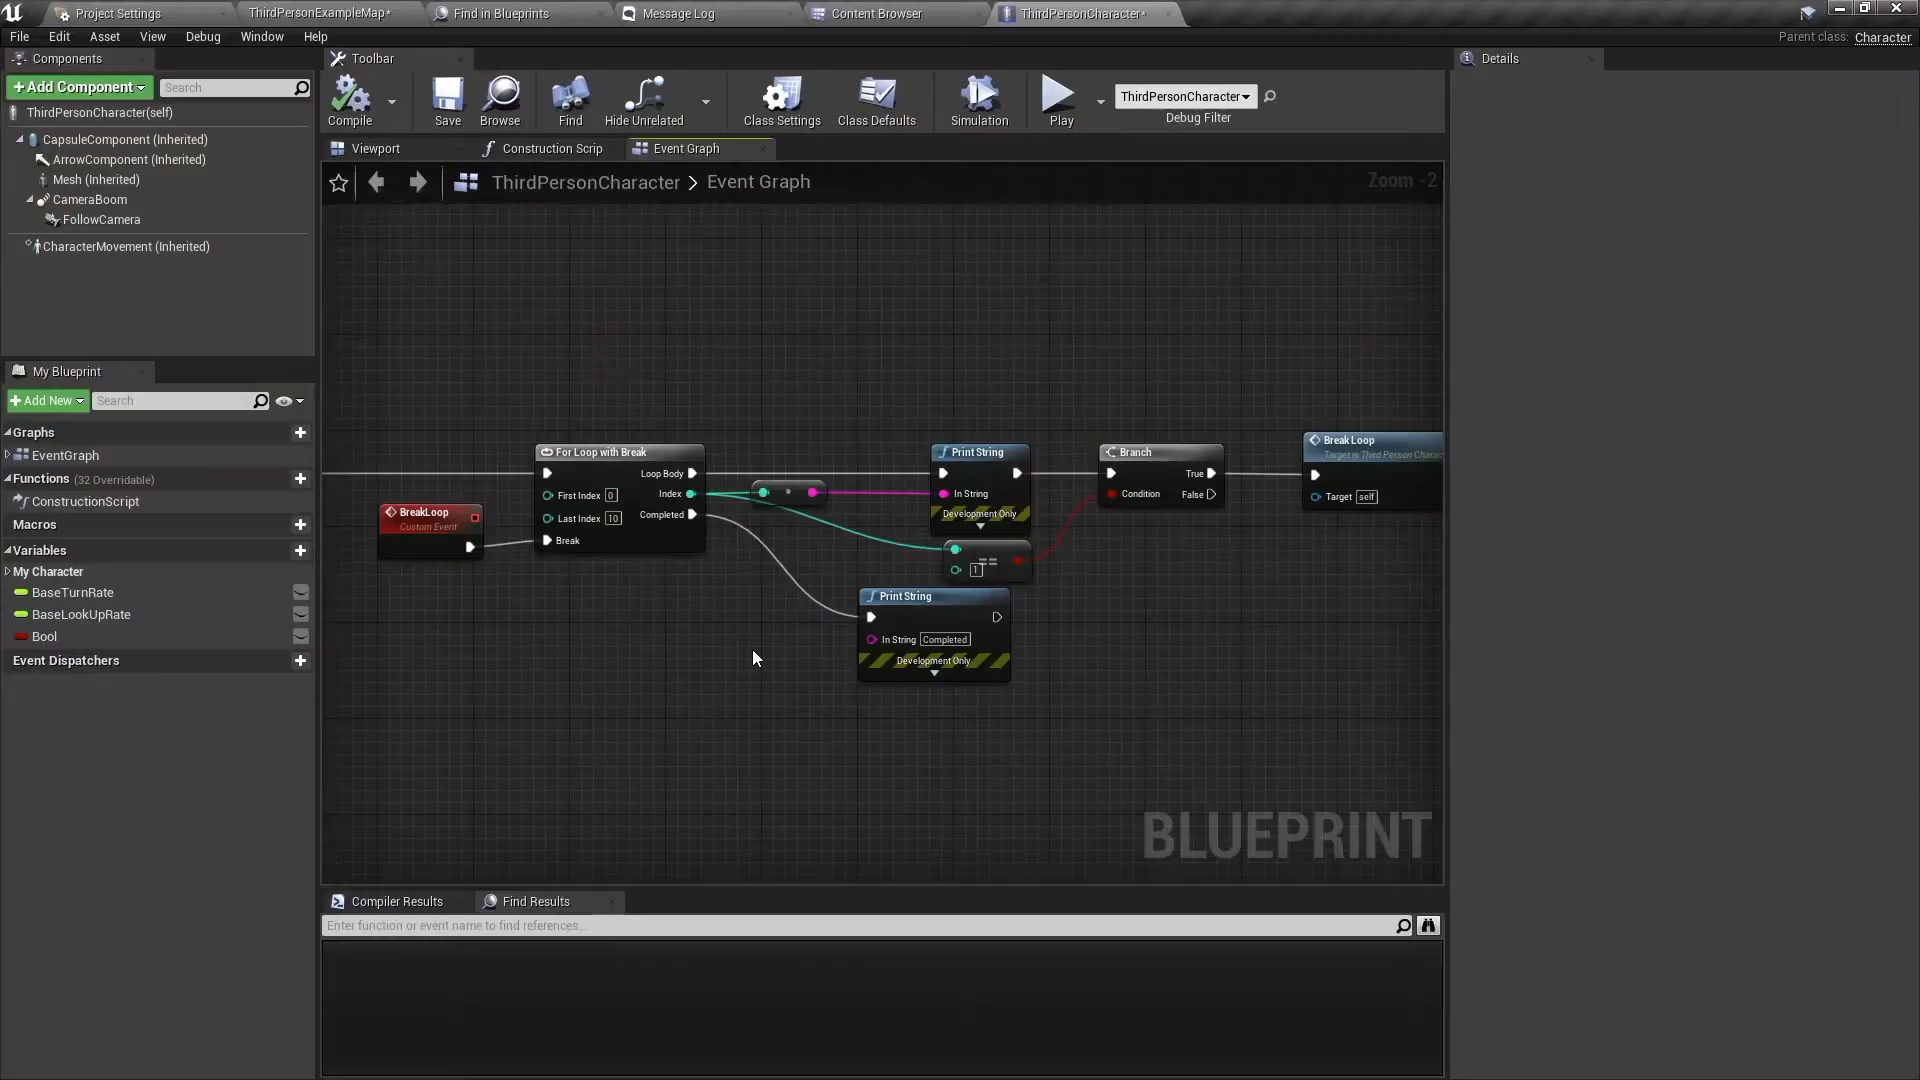 Project Settings
ThirdPersonExampleMap*
Find in Blueprints
Message Log
Content Browser
ThirdPersonCharacter*
File Edit Asset View Debug Window Help
Parent class: Character
Components
Toolbar
Details
+Add Component
Search
ThirdPersonCharacter(self)
CapsuleComponent (Inherited)
ArrowComponent (Inherited)
Mesh (Inherited)
CameraBoom
FollowCamera
CharacterMovement (Inherited)
Compile
Save
Browse
Find
Hide Unrelated
Class Settings
Class Defaults
Simulation
Play
ThirdPersonCharacter
Debug Filter
Viewport
Construction Scrip
Event Graph
ThirdPersonCharacter > Event Graph
Zoom -2
My Blueprint
+Add New
Search
Graphs
EventGraph
Functions (32 Overridable)
ConstructionScript
Macros
Variables
My Character
BaseTurnRate
BaseLookUpRate
Bool
Event Dispatchers
BreakLoop
Custom Event
For Loop with Break
Loop Body
First Index 0
Index
Last Index 10
Completed
Break
Print String
In String
Development Only
1 ==
Print String
In String Completed
Development Only
Branch
True
Condition
False
Break Loop
Target is Third Person Charac
Target self
BLUEPRINT
Compiler Results
Find Results
Enter function or event name to find references...